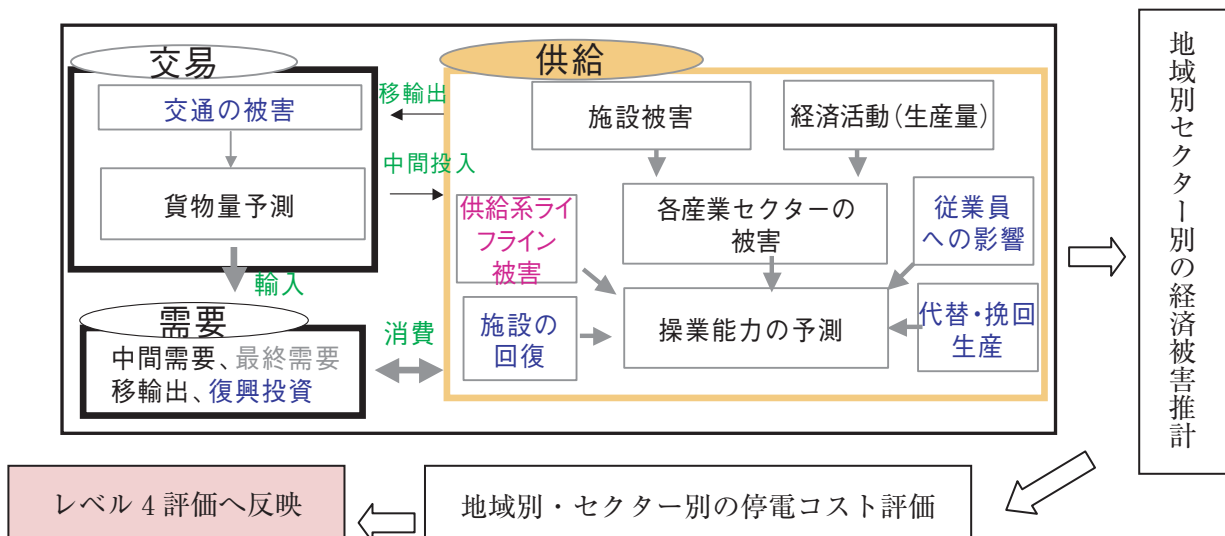 交易
交通の被害
貨物量予測
移輸出
中間投入
輸入
需要
中間需要、最終需要
移輸出、復興投資
消費
供給
施設被害
経済活動(生産量)
供給系ライ
フライン
被害
各産業セクターの
被害
従業員
への影響
施設の
回復
操業能力の予測
代替・挽回
生産
地域別セクター別の経済被害推計
地域別・セクター別の停電コスト評価
レベル 4 評価へ反映